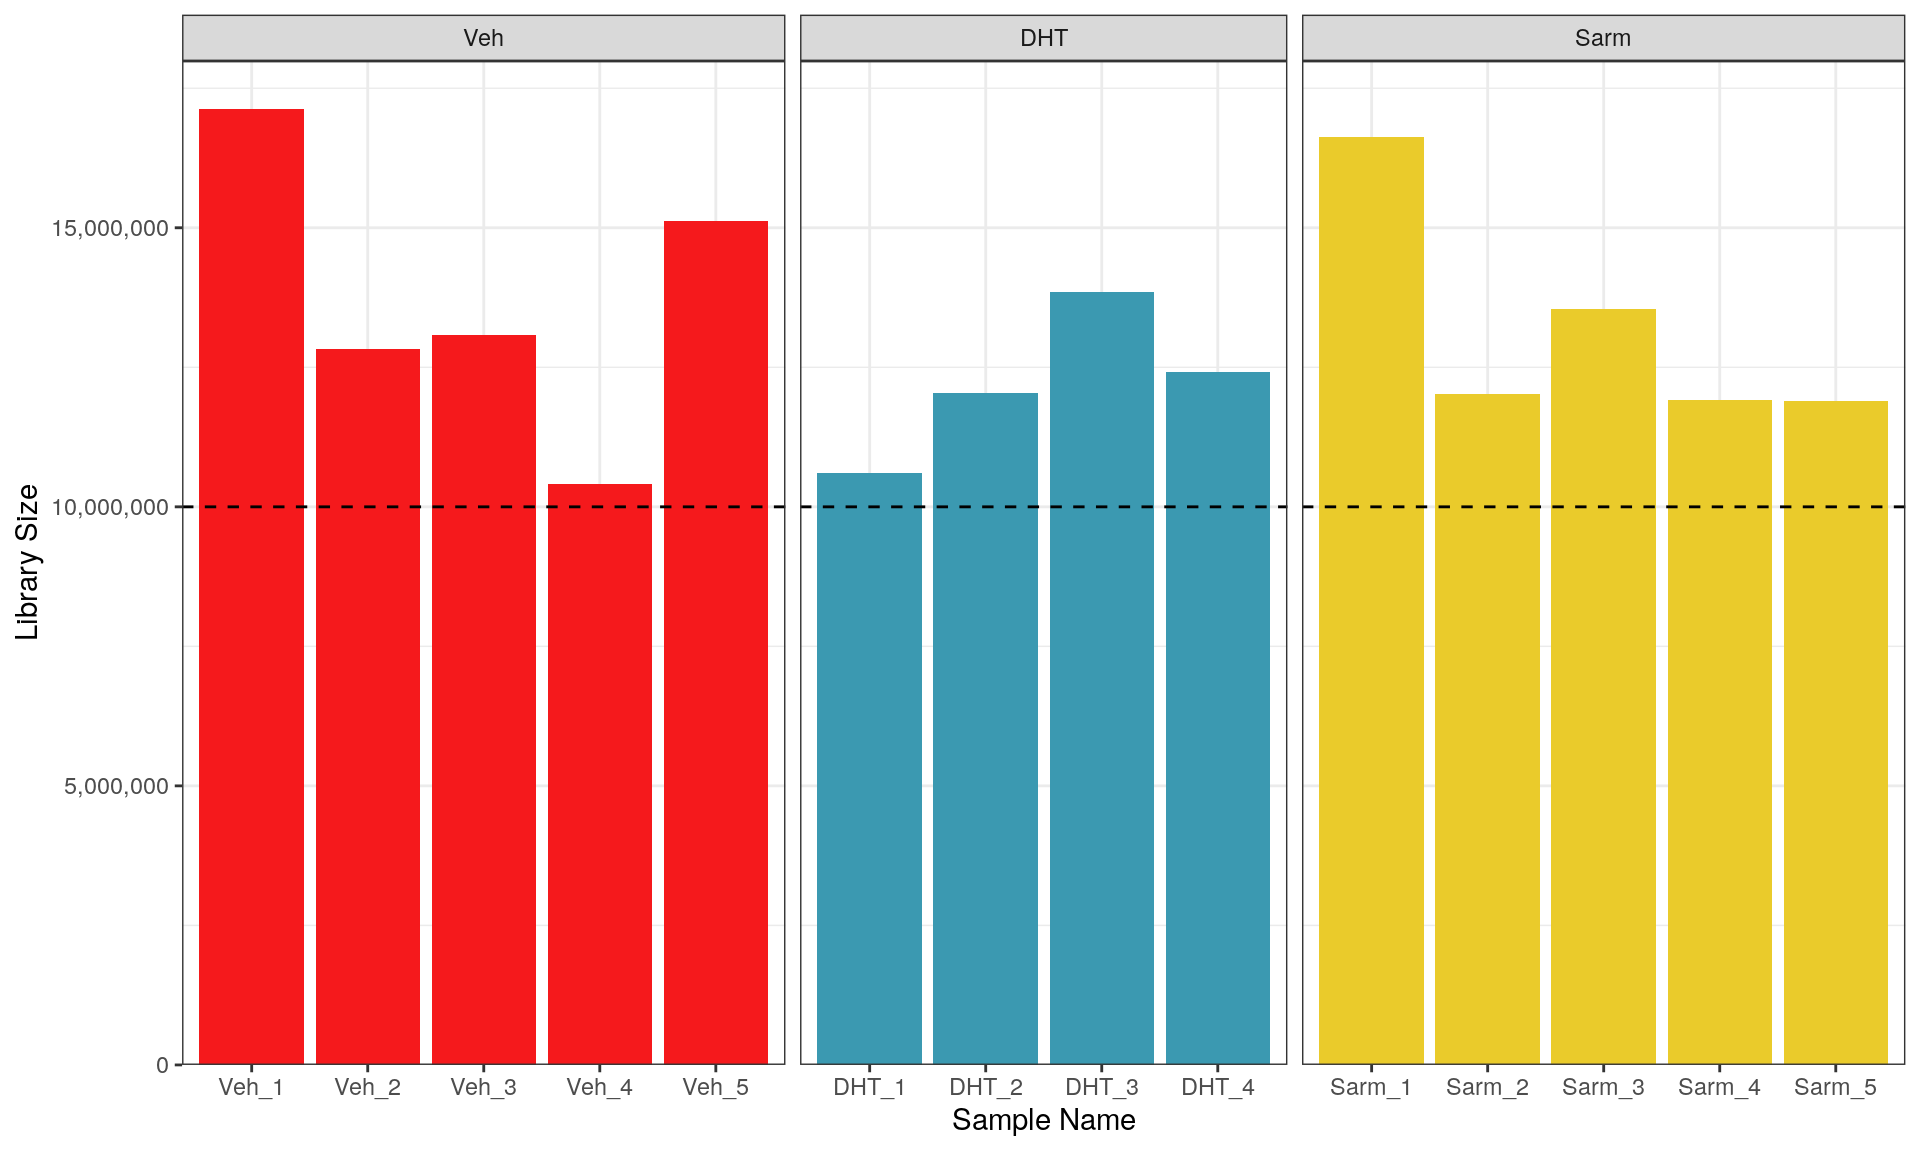 Veh DHT Sarm
15,000,000
10,000,000
5,000,000
0
Library Size
Veh_1 Veh_2 Veh_3 Veh_4 Veh_5 DHT_1 DHT_2 DHT_3 DHT_4 Sarm_1 Sarm_2 Sarm_3 Sarm_4 Sarm_5
Sample Name